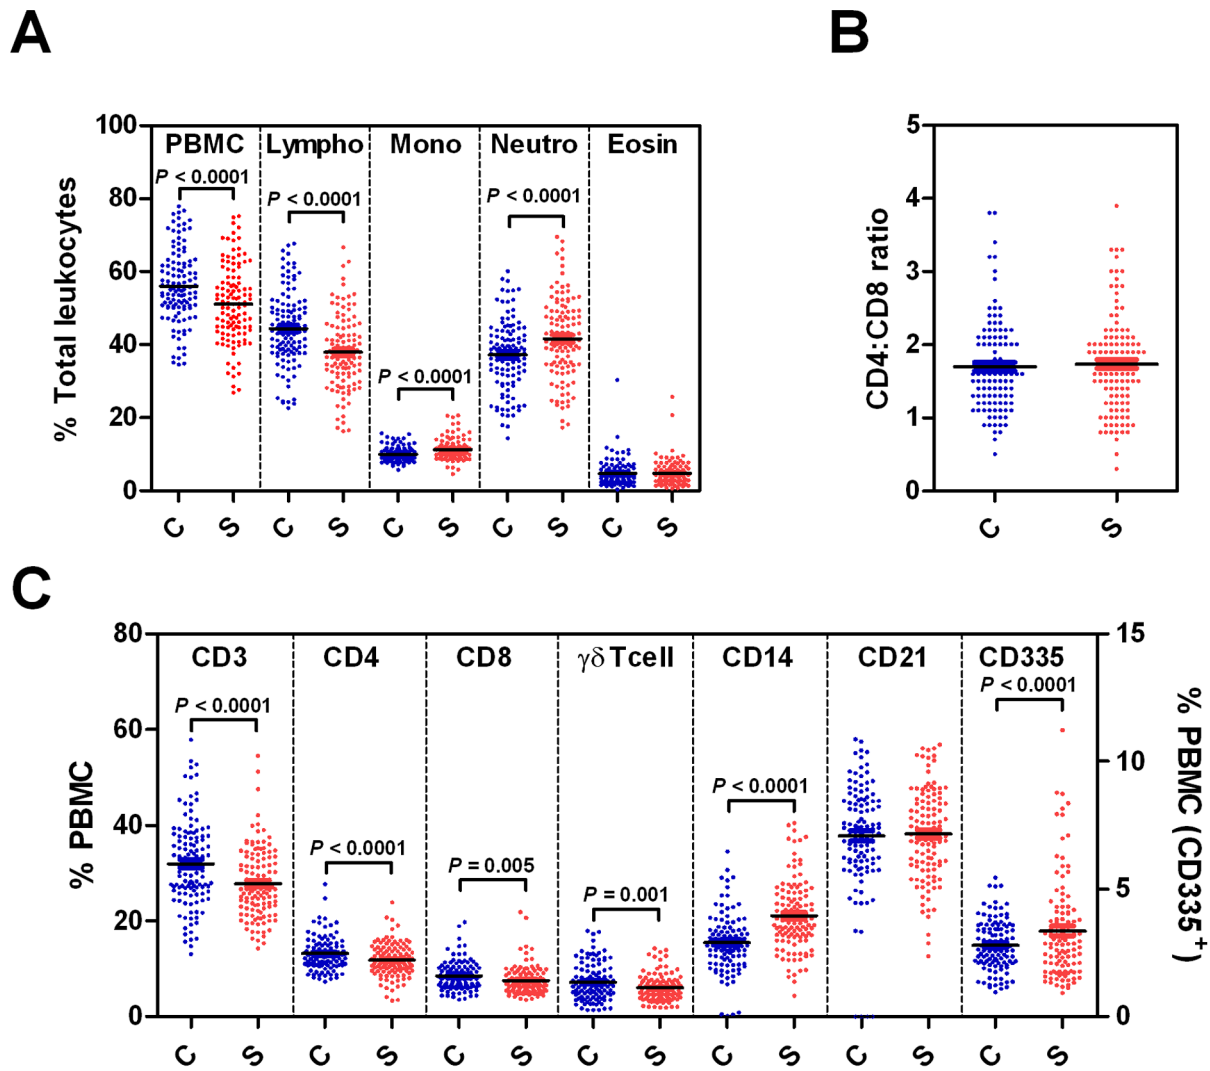 A
B
% Total leukocytes
100
80
60
40
20
0
PBMC Lympho Mono Neutro Eosin
P < 0.0001
P < 0.0001
P < 0.0001
P < 0.0001
C S C S C S C S C S
CD4:CD8 ratio
5
4
3
2
1
0
C S
C
% PBMC
80
60
40
20
0
CD3 CD4 CD8 γδ Tcell CD14 CD21 CD335
P < 0.0001
P < 0.0001
P = 0.005
P = 0.001
P < 0.0001
P < 0.0001
15
10
5
0
% PBMC (CD335⁺)
C S C S C S C S C S C S C S